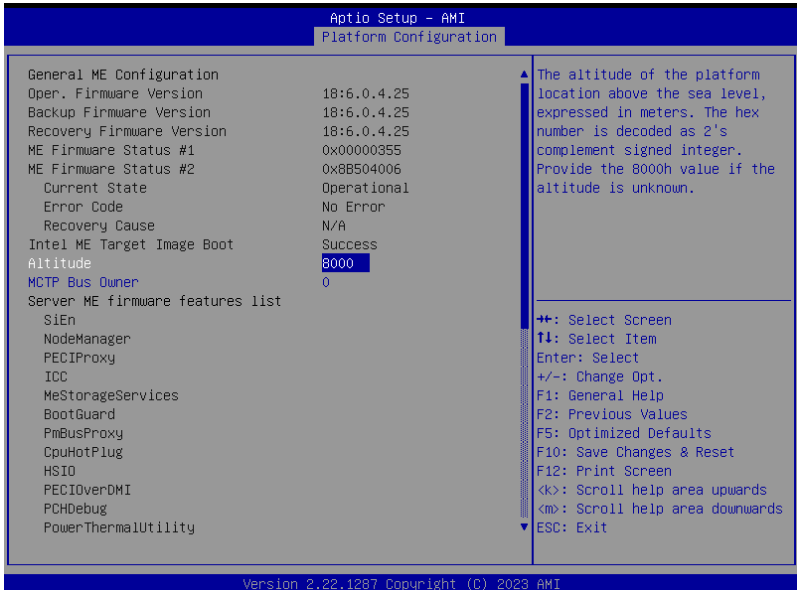 Aptio Setup - AMI
Platform Configuration
General ME Configuration
Oper. Firmware Version 18:6.0.4.25
Backup Firmware Version 18:6.0.4.25
Recovery Firmware Version 18:6.0.4.25
ME Firmware Status #1 0x00000355
ME Firmware Status #2 0x8B504006
Current State Operational
Error Code No Error
Recovery Cause N/A
Intel ME Target Image Boot Success
Altitude 8000
MCTP Bus Owner 0
Server ME firmware features list
SiEn
NodeManager
PECIProxy
ICC
MeStorageServices
BootGuard
PmBusProxy
CpuHotPlug
HSIO
PECIOverDMI
PCHDebug
PowerThermalUtility
The altitude of the platform
location above the sea level,
expressed in meters. The hex
number is decoded as 2's
complement signed integer.
Provide the 8000h value if the
altitude is unknown.
→←: Select Screen
↑↓: Select Item
Enter: Select
+/-: Change Opt.
F1: General Help
F2: Previous Values
F5: Optimized Defaults
F10: Save Changes & Reset
F12: Print Screen
<k>: Scroll help area upwards
<m>: Scroll help area downwards
ESC: Exit
Version 2.22.1287 Copyright (C) 2023 AMI